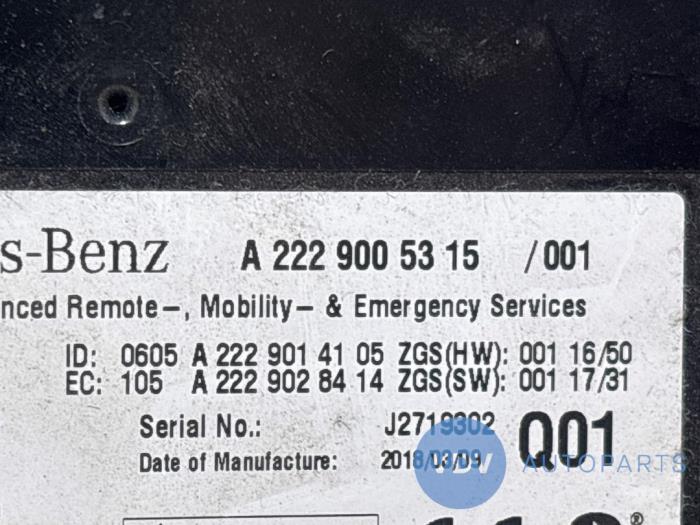 s-Benz A 222 900 53 15 /001
nced Remote-, Mobility- & Emergency Services
ID: 0605 A 222 901 41 05 ZGS(HW): 001 16/50
EC: 105 A 222 902 84 14 ZGS(SW): 001 17/31
Serial No.: J2719302
Q01
Date of Manufacture: 2018/03/09
VDV AUTOPARTS